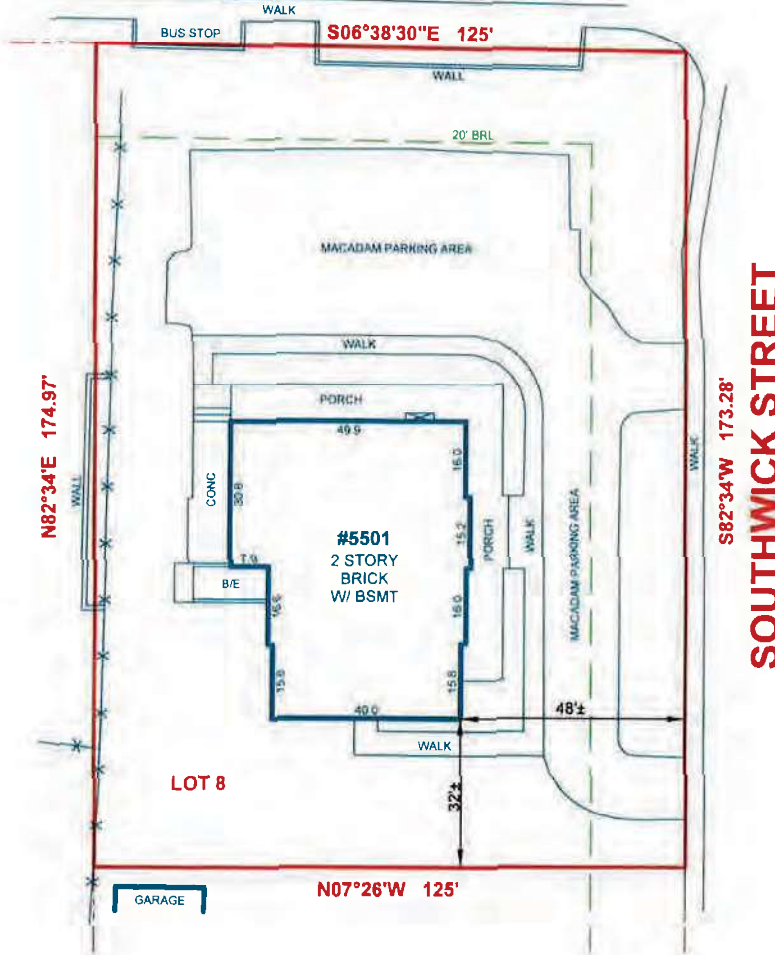 WALK
BUS STOP
S06°38'30"E 125'
WALL
20' BRL
MACADAM PARKING AREA
WALK
PORCH
49.9
16.0
30.8
CONC
N82°34'E 174.97'
WALL
S82°34'W 173.28'
WALK
SOUTHWICK STREET
#5501
2 STORY
BRICK
W/ BSMT
15.2
PORCH
WALK
MACADAM PARKING AREA
7.9
B/E
16.6
16.0
15.8
15.8
40.0
48'±
WALK
32'±
LOT 8
N07°26'W 125'
GARAGE